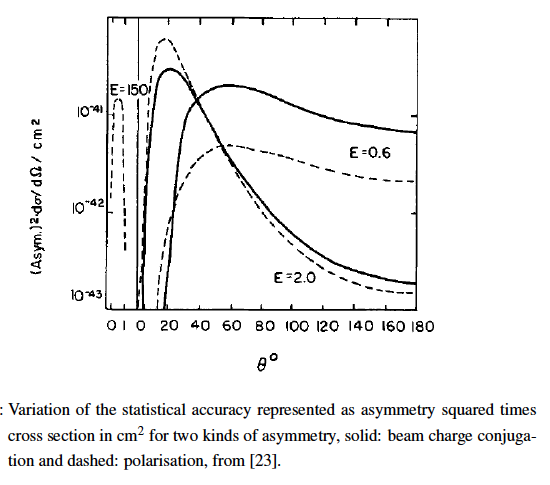 E=150
10⁻⁴¹
E=0.6
10⁻⁴²
E=2.0
10⁻⁴³
(Asym.)²·dσ/dΩ/cm²
0 1 0 20 40 60 80 100 120 140 160 180
θ°
: Variation of the statistical accuracy represented as asymmetry squared times
cross section in cm² for two kinds of asymmetry, solid: beam charge conjuga-
tion and dashed: polarisation, from [23].